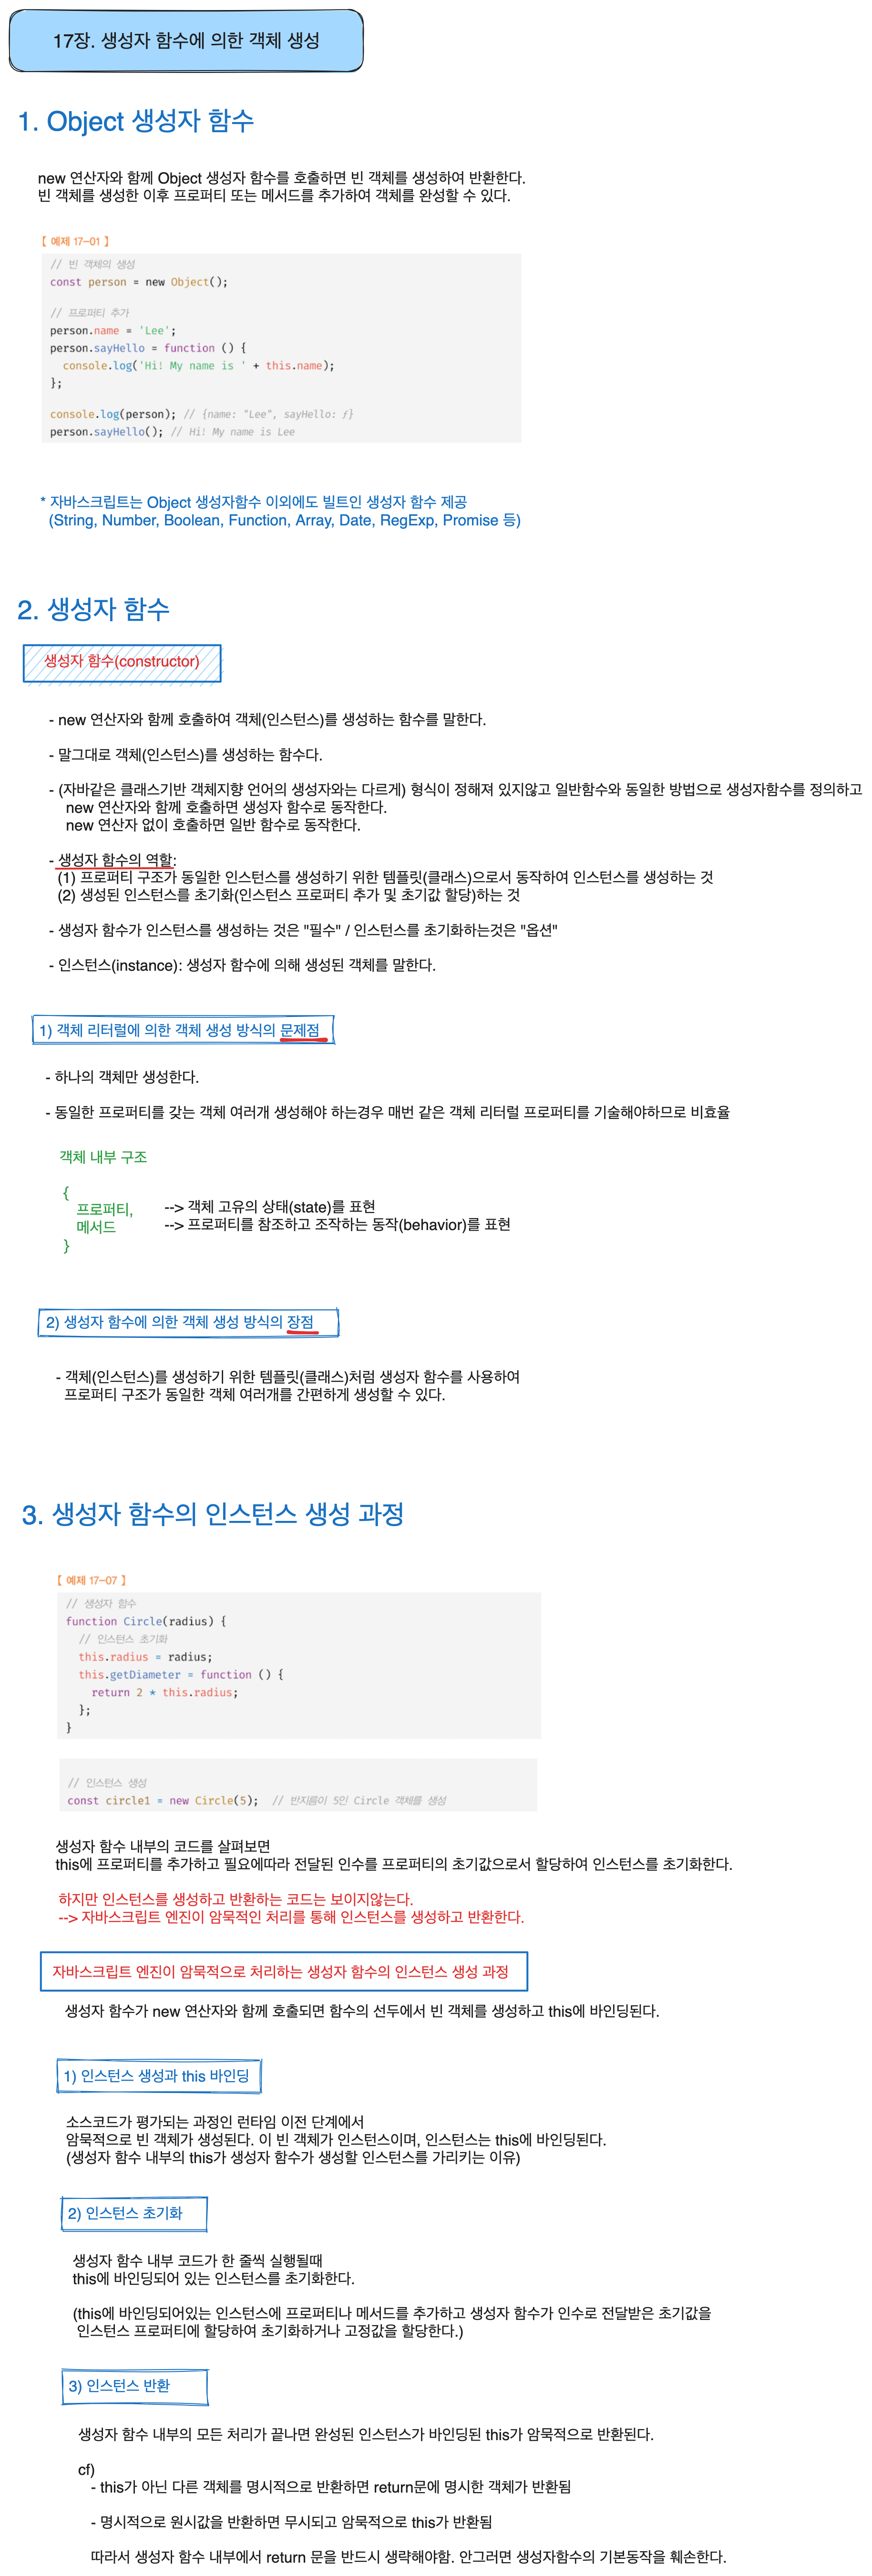 17장. 생성자 함수에 의한 객체 생성
1. Object 생성자 함수
new 연산자와 함께 Object 생성자 함수를 호출하면 빈 객체를 생성하여 반환한다.
빈 객체를 생성한 이후 프로퍼티 또는 메서드를 추가하여 객체를 완성할 수 있다.
【 예제 17-01 】
// 빈 객체의 생성
const person = new Object();
// 프로퍼티 추가
person.name = 'Lee';
person.sayHello = function () {
console.log('Hi! My name is ' + this.name);
};
console.log(person); // {name: "Lee", sayHello: ƒ}
person.sayHello(); // Hi! My name is Lee
* 자바스크립트는 Object 생성자함수 이외에도 빌트인 생성자 함수 제공
(String, Number, Boolean, Function, Array, Date, RegExp, Promise 등)
2. 생성자 함수
생성자 함수(constructor)
- new 연산자와 함께 호출하여 객체(인스턴스)를 생성하는 함수를 말한다.
- 말그대로 객체(인스턴스)를 생성하는 함수다.
- (자바같은 클래스기반 객체지향 언어의 생성자와는 다르게) 형식이 정해져 있지않고 일반함수와 동일한 방법으로 생성자함수를 정의하고
new 연산자와 함께 호출하면 생성자 함수로 동작한다.
new 연산자 없이 호출하면 일반 함수로 동작한다.
- 생성자 함수의 역할:
(1) 프로퍼티 구조가 동일한 인스턴스를 생성하기 위한 템플릿(클래스)으로서 동작하여 인스턴스를 생성하는 것
(2) 생성된 인스턴스를 초기화(인스턴스 프로퍼티 추가 및 초기값 할당)하는 것
- 생성자 함수가 인스턴스를 생성하는 것은 "필수" / 인스턴스를 초기화하는것은 "옵션"
- 인스턴스(instance): 생성자 함수에 의해 생성된 객체를 말한다.
1) 객체 리터럴에 의한 객체 생성 방식의 문제점
- 하나의 객체만 생성한다.
- 동일한 프로퍼티를 갖는 객체 여러개 생성해야 하는경우 매번 같은 객체 리터럴 프로퍼티를 기술해야하므로 비효율
객체 내부 구조
{
프로퍼티, --> 객체 고유의 상태(state)를 표현
메서드 --> 프로퍼티를 참조하고 조작하는 동작(behavior)를 표현
}
2) 생성자 함수에 의한 객체 생성 방식의 장점
- 객체(인스턴스)를 생성하기 위한 템플릿(클래스)처럼 생성자 함수를 사용하여
프로퍼티 구조가 동일한 객체 여러개를 간편하게 생성할 수 있다.
3. 생성자 함수의 인스턴스 생성 과정
【 예제 17-07 】
// 생성자 함수
function Circle(radius) {
// 인스턴스 초기화
this.radius = radius;
this.getDiameter = function () {
return 2 * this.radius;
};
}
// 인스턴스 생성
const circle1 = new Circle(5); // 반지름이 5인 Circle 객체를 생성
생성자 함수 내부의 코드를 살펴보면
this에 프로퍼티를 추가하고 필요에따라 전달된 인수를 프로퍼티의 초기값으로서 할당하여 인스턴스를 초기화한다.
하지만 인스턴스를 생성하고 반환하는 코드는 보이지않는다.
--> 자바스크립트 엔진이 암묵적인 처리를 통해 인스턴스를 생성하고 반환한다.
자바스크립트 엔진이 암묵적으로 처리하는 생성자 함수의 인스턴스 생성 과정
생성자 함수가 new 연산자와 함께 호출되면 함수의 선두에서 빈 객체를 생성하고 this에 바인딩된다.
1) 인스턴스 생성과 this 바인딩
소스코드가 평가되는 과정인 런타임 이전 단계에서
암묵적으로 빈 객체가 생성된다. 이 빈 객체가 인스턴스이며, 인스턴스는 this에 바인딩된다.
(생성자 함수 내부의 this가 생성자 함수가 생성할 인스턴스를 가리키는 이유)
2) 인스턴스 초기화
생성자 함수 내부 코드가 한 줄씩 실행될때
this에 바인딩되어 있는 인스턴스를 초기화한다.
(this에 바인딩되어있는 인스턴스에 프로퍼티나 메서드를 추가하고 생성자 함수가 인수로 전달받은 초기값을
인스턴스 프로퍼티에 할당하여 초기화하거나 고정값을 할당한다.)
3) 인스턴스 반환
생성자 함수 내부의 모든 처리가 끝나면 완성된 인스턴스가 바인딩된 this가 암묵적으로 반환된다.
cf)
- this가 아닌 다른 객체를 명시적으로 반환하면 return문에 명시한 객체가 반환됨
- 명시적으로 원시값을 반환하면 무시되고 암묵적으로 this가 반환됨
따라서 생성자 함수 내부에서 return 문을 반드시 생략해야함. 안그러면 생성자함수의 기본동작을 훼손한다.